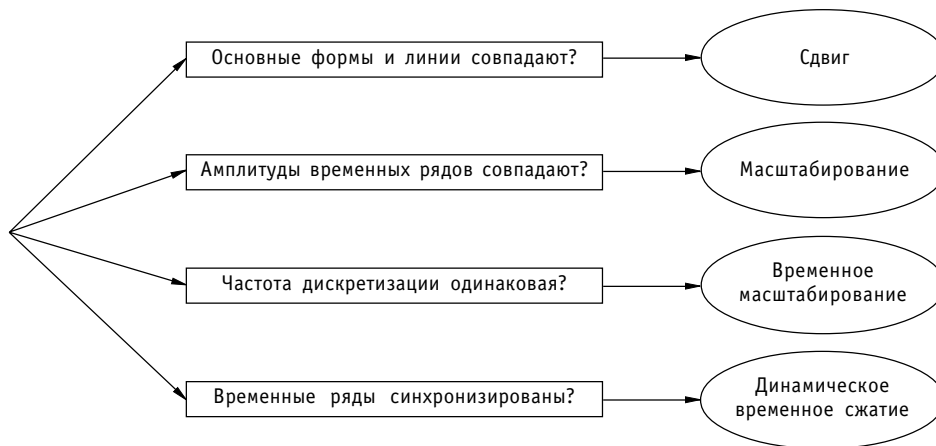 Основные формы и линии совпадают?
Сдвиг
Амплитуды временных рядов совпадают?
Масштабирование
Частота дискретизации одинаковая?
Временное
масштабирование
Временные ряды синхронизированы?
Динамическое
временное сжатие